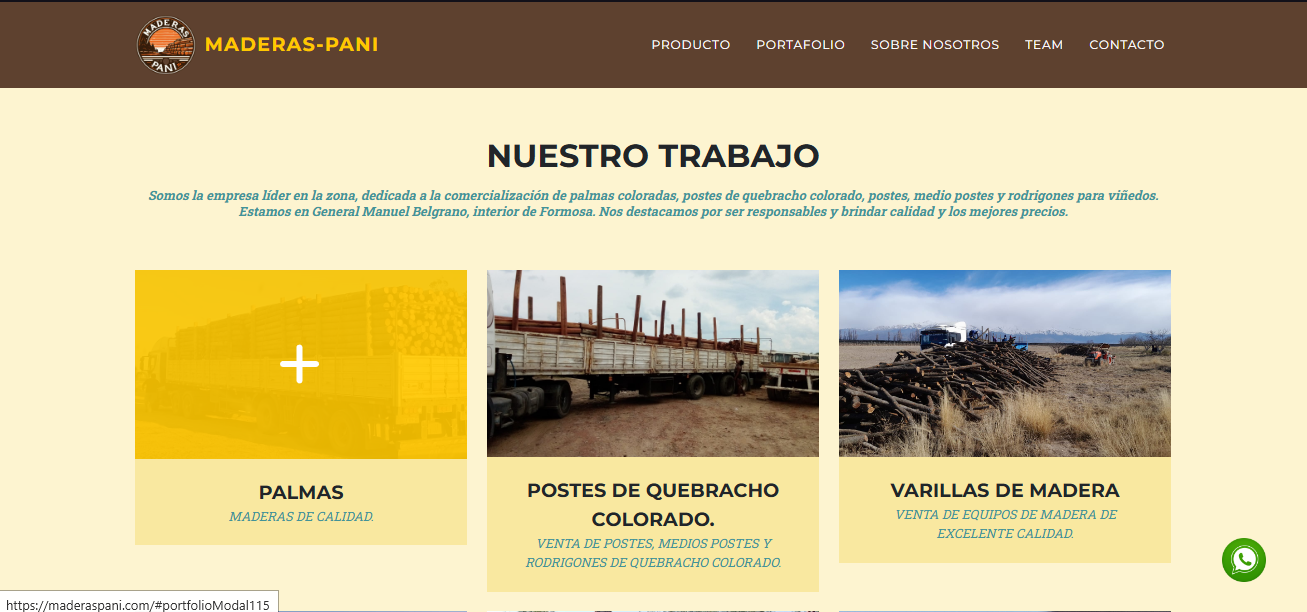 MADERAS
PANI
MADERAS-PANI
PRODUCTO PORTAFOLIO SOBRE NOSOTROS TEAM CONTACTO
NUESTRO TRABAJO
Somos la empresa líder en la zona, dedicada a la comercialización de palmas coloradas, postes de quebracho colorado, postes, medio postes y rodrigones para viñedos.
Estamos en General Manuel Belgrano, interior de Formosa. Nos destacamos por ser responsables y brindar calidad y los mejores precios.
PALMAS
MADERAS DE CALIDAD.
POSTES DE QUEBRACHO
COLORADO.
VENTA DE POSTES, MEDIOS POSTES Y
RODRIGONES DE QUEBRACHO COLORADO.
VARILLAS DE MADERA
VENTA DE EQUIPOS DE MADERA DE
EXCELENTE CALIDAD.
https://maderaspani.com/#portfolioModal115